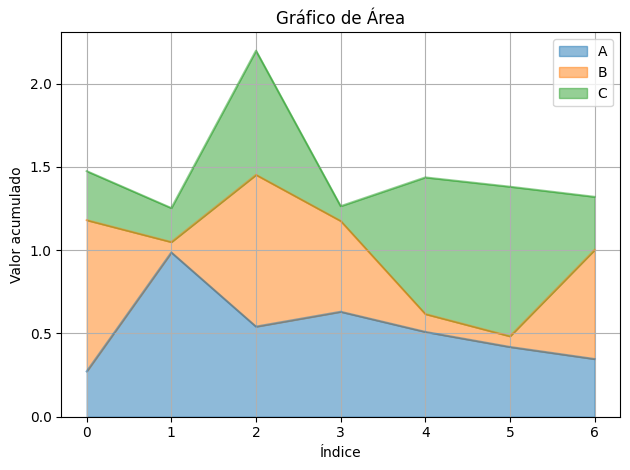 Gráfico de Área
A
B
C
Valor acumulado
2.0
1.5
1.0
0.5
0.0
0 1 2 3 4 5 6
Índice